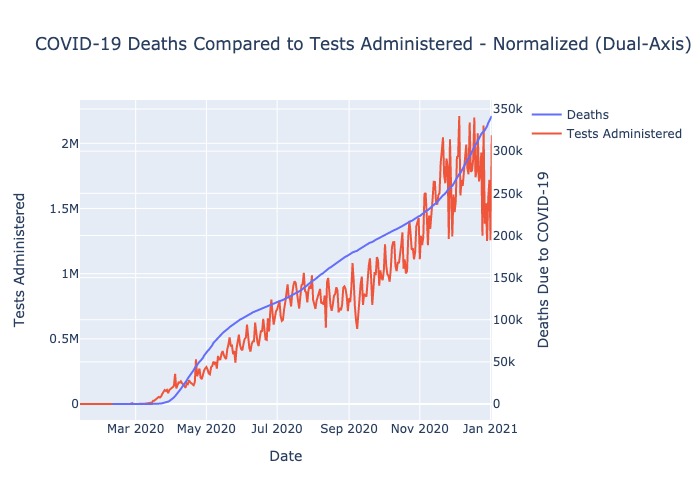 COVID-19 Deaths Compared to Tests Administered - Normalized (Dual-Axis)
Deaths
Tests Administered
Tests Administered
2M
1.5M
1M
0.5M
0
350k
300k
250k
200k
150k
100k
50k
0
Deaths Due to COVID-19
Mar 2020 May 2020 Jul 2020 Sep 2020 Nov 2020 Jan 2021
Date